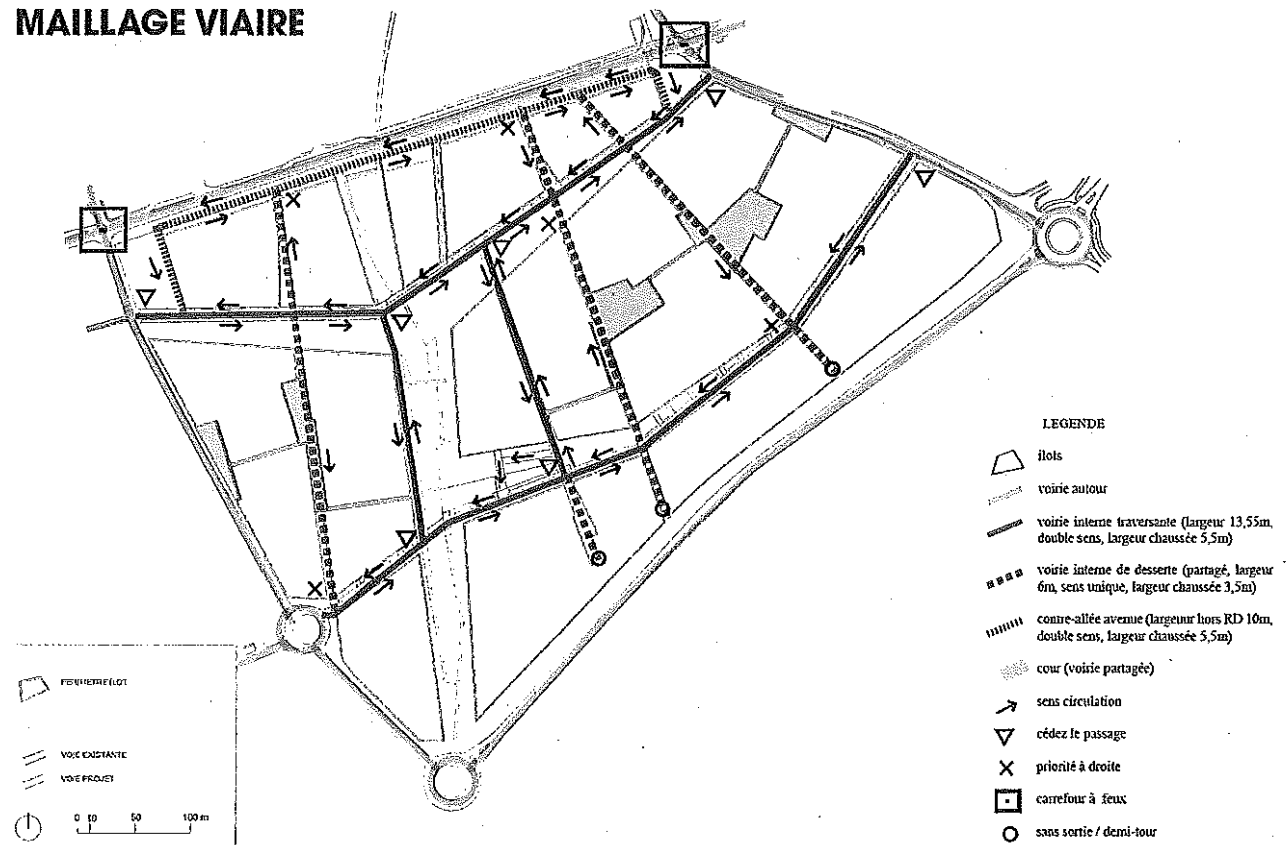 MAILLAGE VIAIRE
LEGENDE
ilots
voirie autour
voirie interne traversante (largeur 13,55m,
double sens, largeur chaussée 5,5m)
voirie interne de desserte (partagé, largeur
6m, sens unique, largeur chaussée 3,5m)
contre-allée avenue (largeuur hors RD 10m,
double sens, largeur chaussée 5,5m)
cour (voirie partagée)
sens circulation
cédez le passage
priorité à droite
carrefour à feux
sans sortie / demi-tour
PERIMETRE ÎLOT
VOIE EXISTANTE
VOIE PROJET
0 10 50 100 m